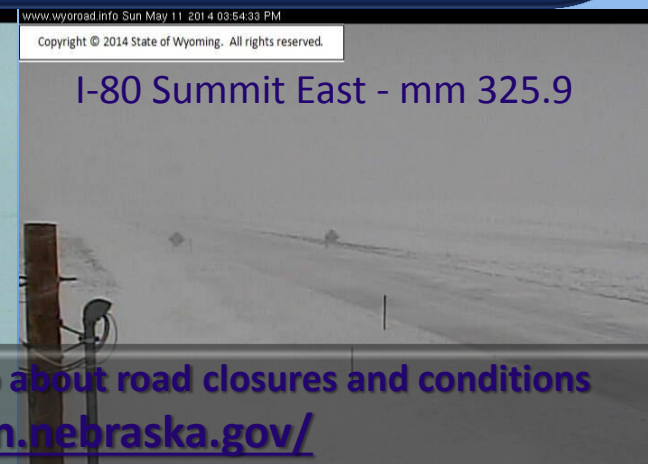 www.wyoroad.info Sun May 11 2014 03:54:33 PM
Copyright © 2014 State of Wyoming. All rights reserved.
I-80 Summit East - mm 325.9
about road closures and conditions
.nebraska.gov/